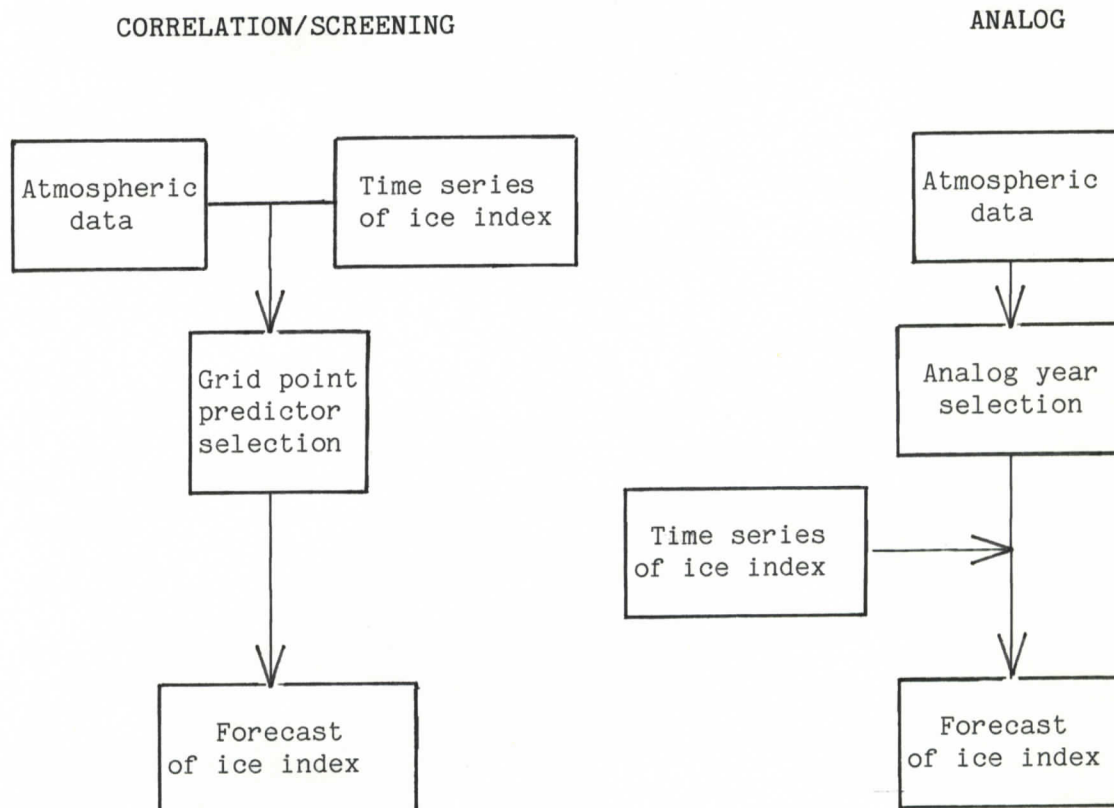 CORRELATION/SCREENING
Atmospheric
data
Time series
of ice index
Grid point
predictor
selection
Forecast
of ice index
ANALOG
Atmospheric
data
Analog year
selection
Time series
of ice index
Forecast
of ice index